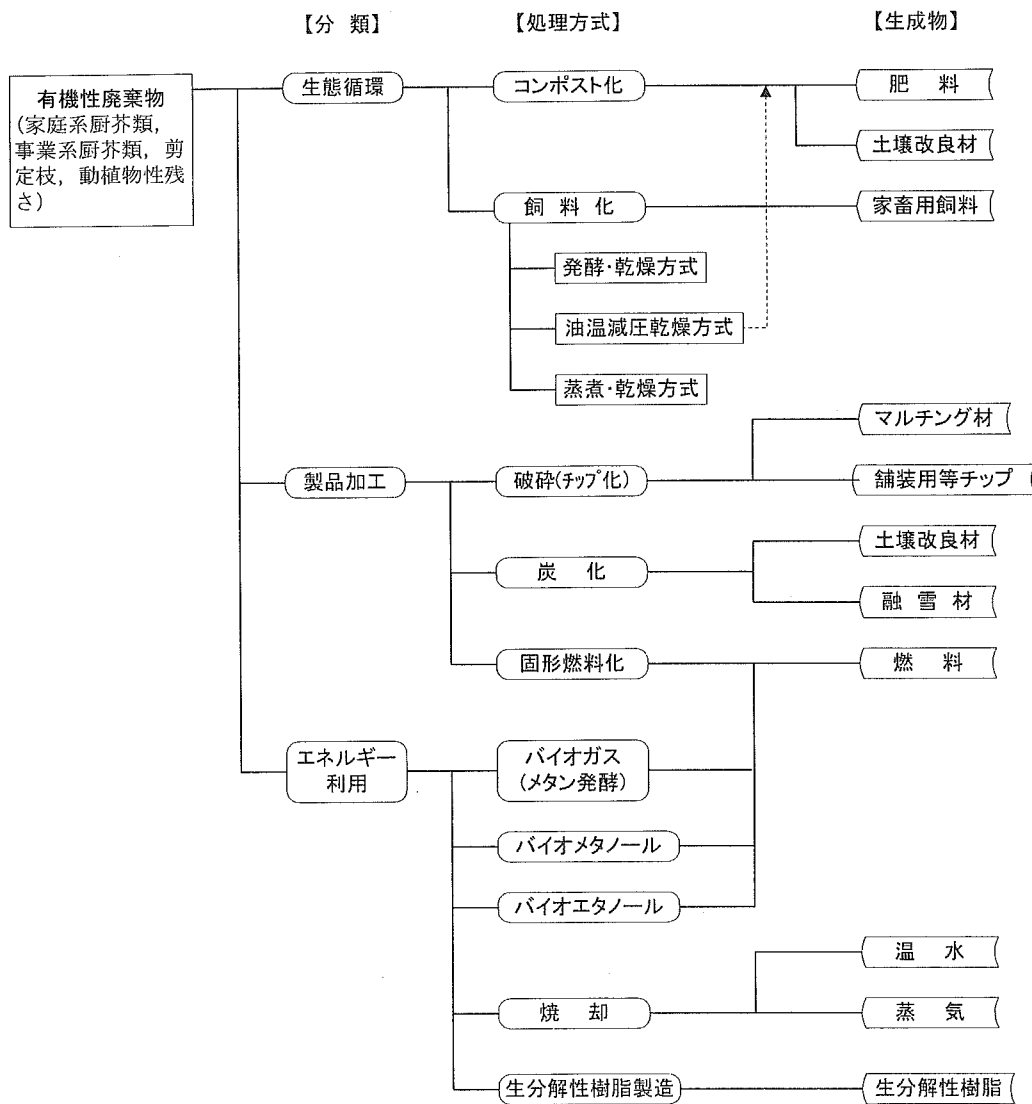 【分 類】 【処理方式】 【生成物】
有機性廃棄物
(家庭系厨芥類,
事業系厨芥類, 剪
定枝, 動植物性残
さ)
生態循環
コンポスト化
肥 料
土壌改良材
飼 料 化
家畜用飼料
発酵・乾燥方式
油温減圧乾燥方式
蒸煮・乾燥方式
製品加工
破砕(チップ化)
マルチング材
舗装用等チップ
炭 化
土壌改良材
融 雪 材
固形燃料化
燃 料
エネルギー
利用
バイオガス
(メタン発酵)
バイオメタノール
バイオエタノール
焼 却
温 水
蒸 気
生分解性樹脂製造
生分解性樹脂